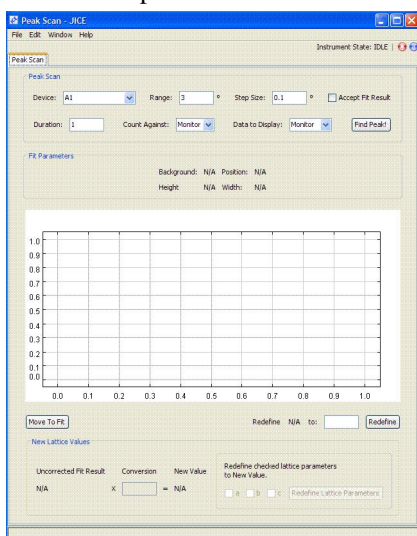 Peak Scan - JICE
File Edit Window Help
Instrument State: IDLE |
Peak Scan
Peak Scan
Device: A1 Range: 3 ° Step Size: 0.1 ° Accept Fit Result
Duration: 1 Count Against: Monitor Data to Display: Monitor Find Peak!
Fit Parameters
Background: N/A Position: N/A
Height N/A Width: N/A
1.0
0.9
0.8
0.7
0.6
0.5
0.4
0.3
0.2
0.1
0.0
0.0 0.1 0.2 0.3 0.4 0.5 0.6 0.7 0.8 0.9 1.0
Move To Fit Redefine N/A to: Redefine
New Lattice Values
Uncorrected Fit Result Conversion New Value
N/A X = N/A
Redefine checked lattice parameters
to New Value.
a b c Redefine Lattice Parameters